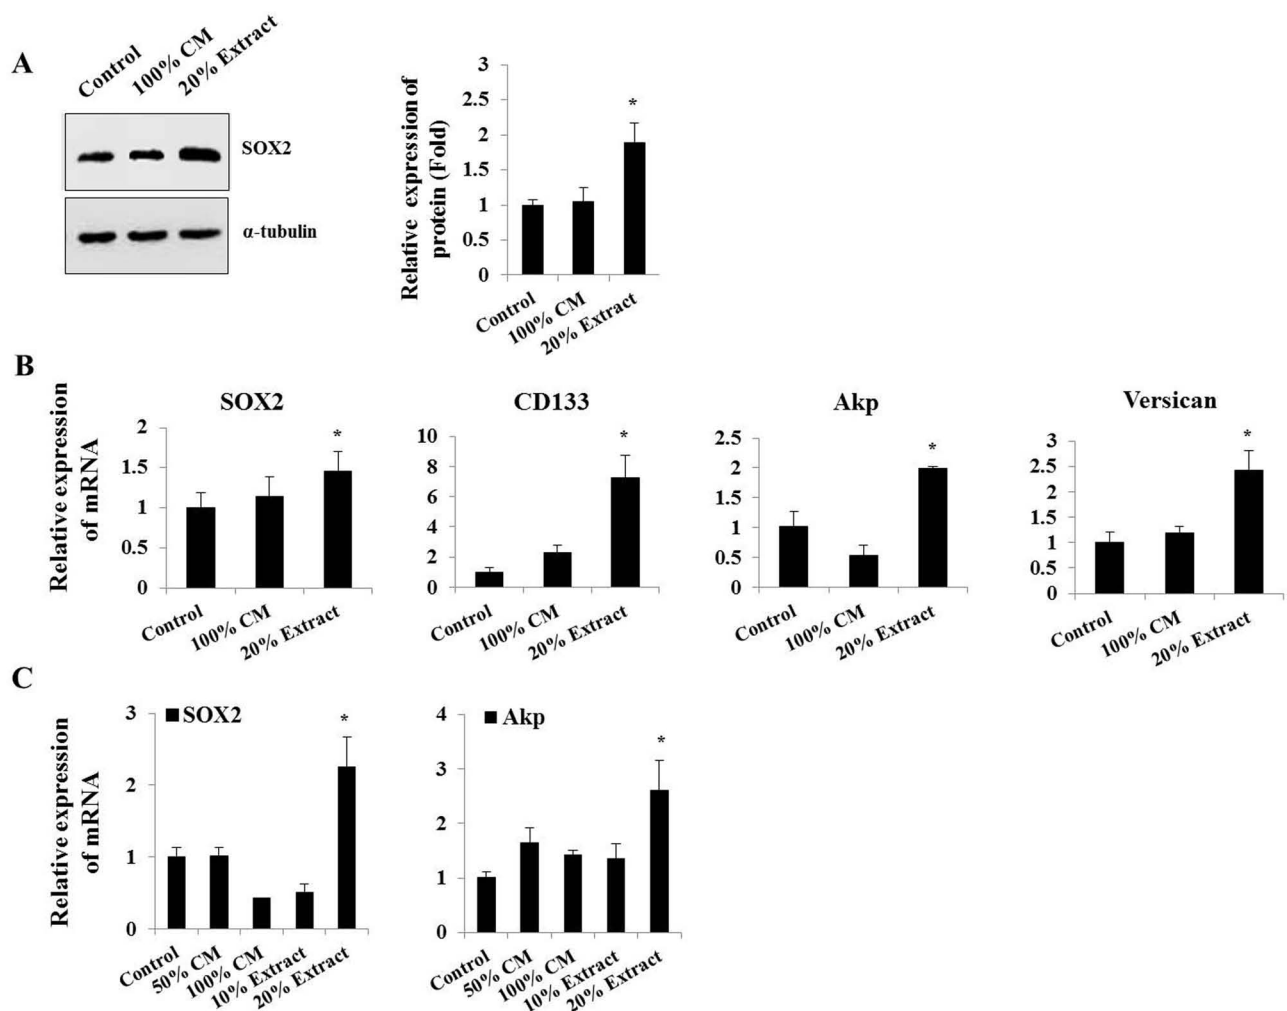 A
Control
100% CM
20% Extract
SOX2
α-tubulin
Relative expression of
protein (Fold)
3
2.5
2
1.5
1
0.5
0
*
Control
100% CM
20% Extract
B
Relative expression
of mRNA
SOX2
2
1.5
1
0.5
0
*
Control
100% CM
20% Extract
CD133
10
8
6
4
2
0
*
Control
100% CM
20% Extract
Akp
2.5
2
1.5
1
0.5
0
*
Control
100% CM
20% Extract
Versican
3
2.5
2
1.5
1
0.5
0
*
Control
100% CM
20% Extract
C
Relative expression
of mRNA
SOX2
3
2
1
0
*
Control
50% CM
100% CM
10% Extract
20% Extract
Akp
4
3
2
1
0
*
Control
50% CM
100% CM
10% Extract
20% Extract